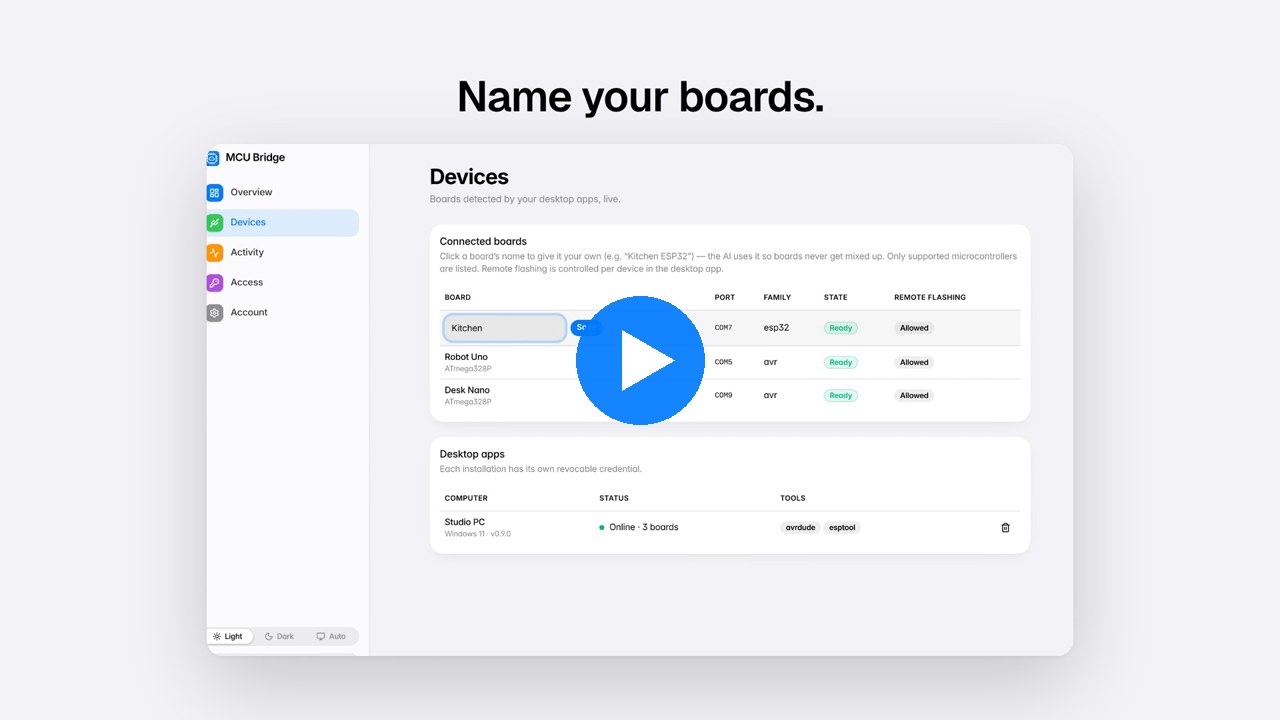 Name your boards.
MCU Bridge
Overview
Devices
Activity
Access
Account
Light
Dark
Auto
Devices
Boards detected by your desktop apps, live.
Connected boards
Click a board's name to give it your own (e.g. "Kitchen ESP32") — the AI uses it so boards never get mixed up. Only supported microcontrollers
are listed. Remote flashing is controlled per device in the desktop app.
BOARD PORT FAMILY STATE REMOTE FLASHING
Kitchen COM7 esp32 Ready Allowed
Robot Uno
ATmega328P
COM5 avr Ready Allowed
Desk Nano
ATmega328P
COM9 avr Ready Allowed
Desktop apps
Each installation has its own revocable credential.
COMPUTER STATUS TOOLS
Studio PC
Windows 11 · v0.9.0
Online · 3 boards avrdude esptool